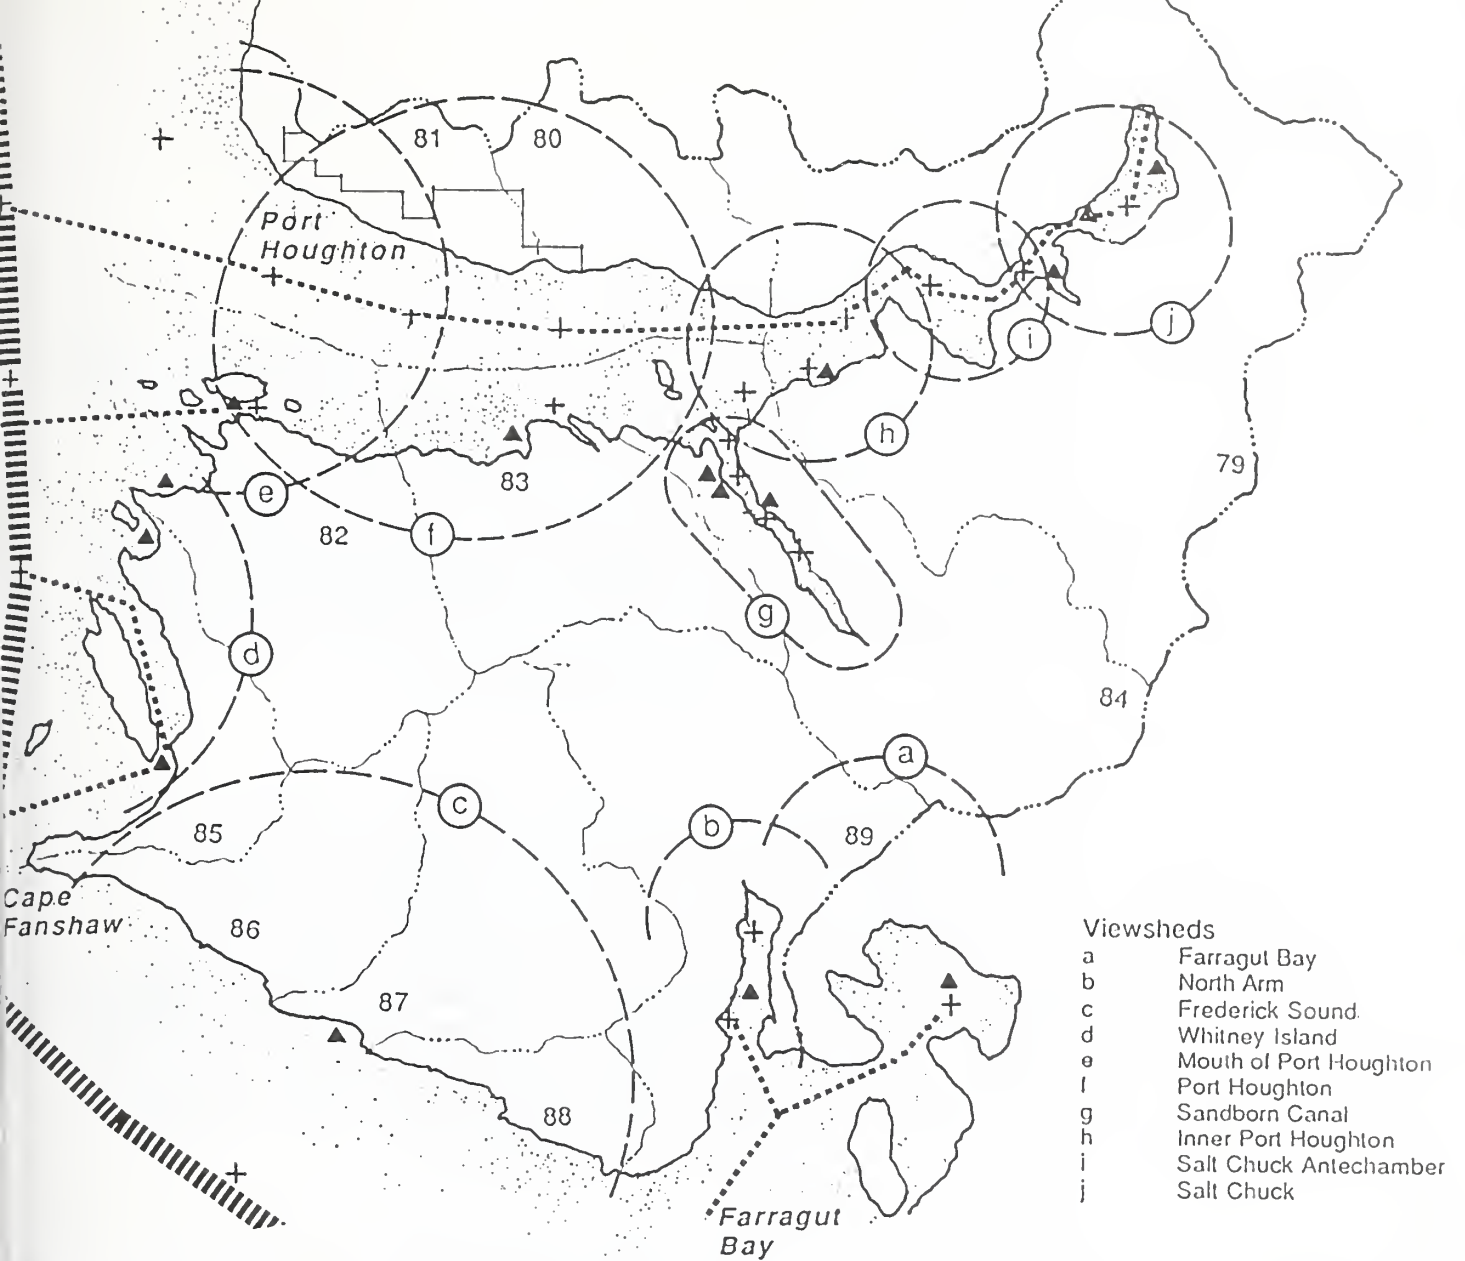 81
80
Port
Houghton
j
i
h
79
e
83
f
82
g
d
84
a
c
b
85
89
Cape
Fanshaw
86
87
88
Farragut
Bay
Viewsheds
a Farragut Bay
b North Arm
c Frederick Sound
d Whitney Island
e Mouth of Port Houghton
f Port Houghton
g Sandborn Canal
h Inner Port Houghton
i Salt Chuck Antechamber
j Salt Chuck